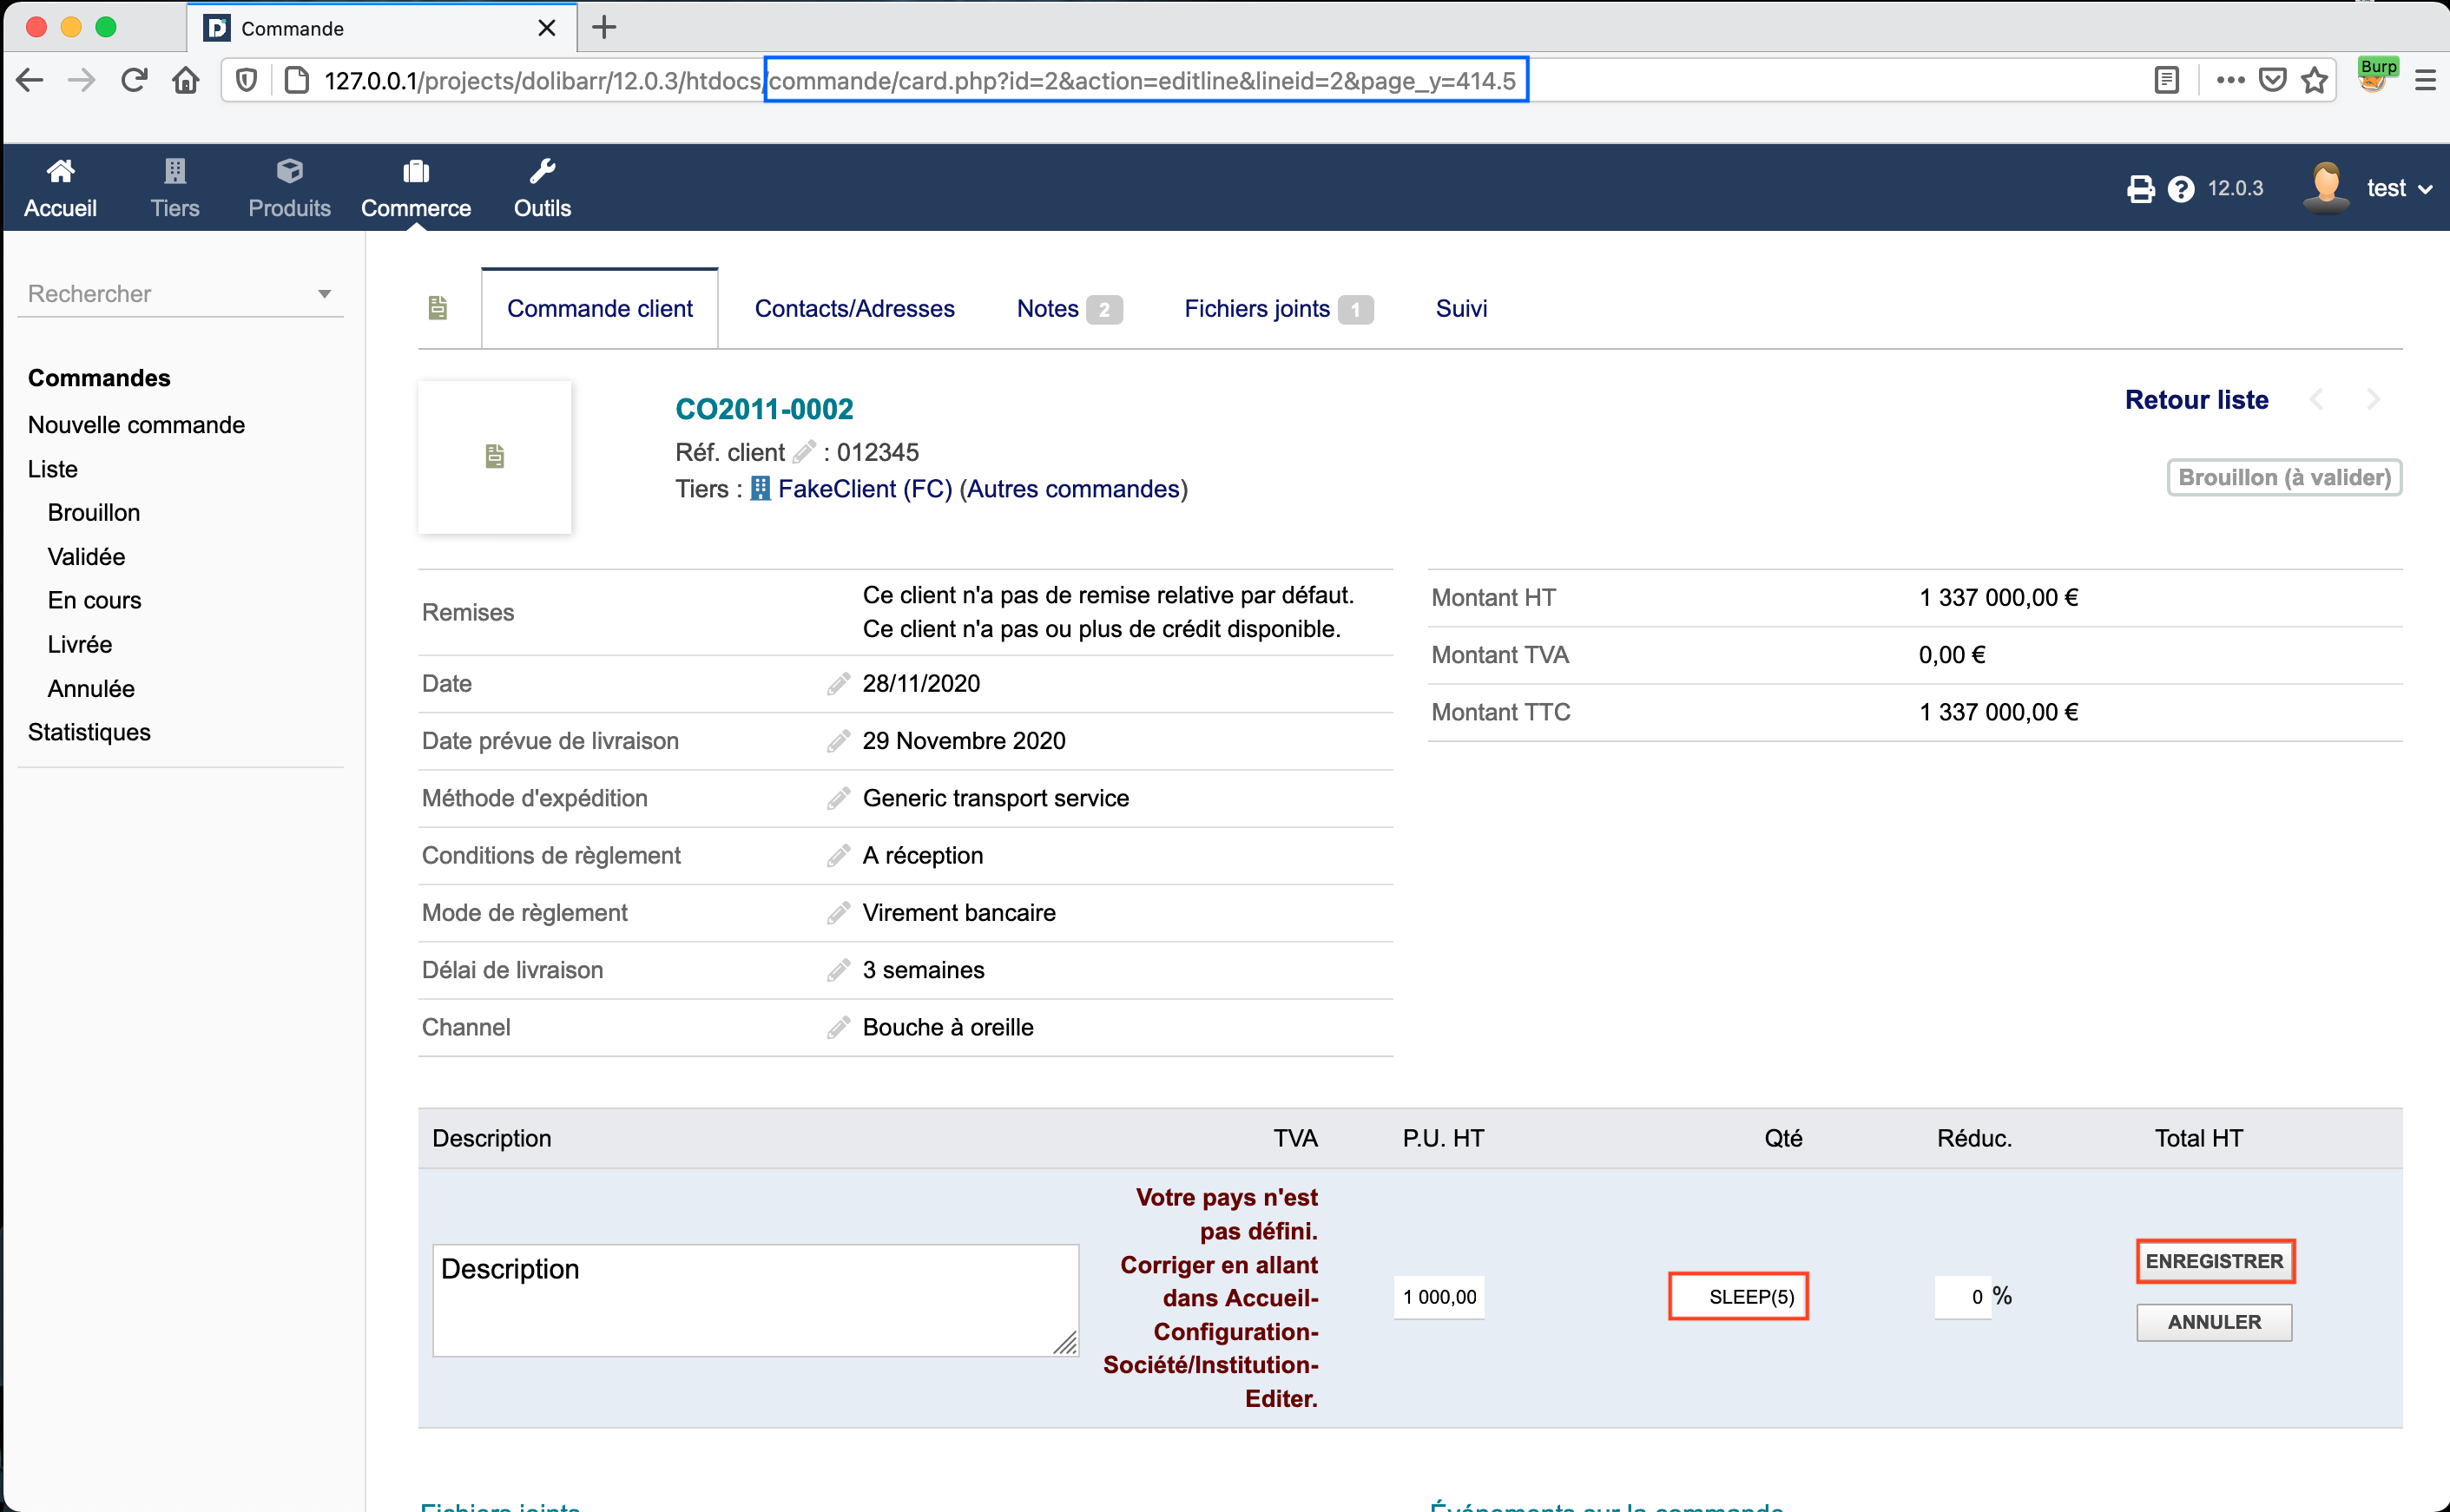 Commande
127.0.0.1/projects/dolibarr/12.0.3/htdocs/commande/card.php?id=2&action=editline&lineid=2&page_y=414.5
Burp
Accueil
Tiers
Produits
Commerce
Outils
12.0.3
test
Rechercher
Commandes
Nouvelle commande
Liste
Brouillon
Validée
En cours
Livrée
Annulée
Statistiques
Commande client
Contacts/Adresses
Notes 2
Fichiers joints 1
Suivi
CO2011-0002
Réf. client : 012345
Tiers : FakeClient (FC) (Autres commandes)
Retour liste
Brouillon (à valider)
Remises
Ce client n'a pas de remise relative par défaut.
Ce client n'a pas ou plus de crédit disponible.
Date 28/11/2020
Date prévue de livraison 29 Novembre 2020
Méthode d'expédition Generic transport service
Conditions de règlement A réception
Mode de règlement Virement bancaire
Délai de livraison 3 semaines
Channel Bouche à oreille
Montant HT 1 337 000,00 €
Montant TVA 0,00 €
Montant TTC 1 337 000,00 €
Description TVA P.U. HT Qté Réduc. Total HT
Description
Votre pays n'est
pas défini.
Corriger en allant
dans Accueil-
Configuration-
Société/Institution-
Editer.
1 000,00
SLEEP(5)
0 %
ENREGISTRER
ANNULER
Fichiers joints
Événements sur la commande